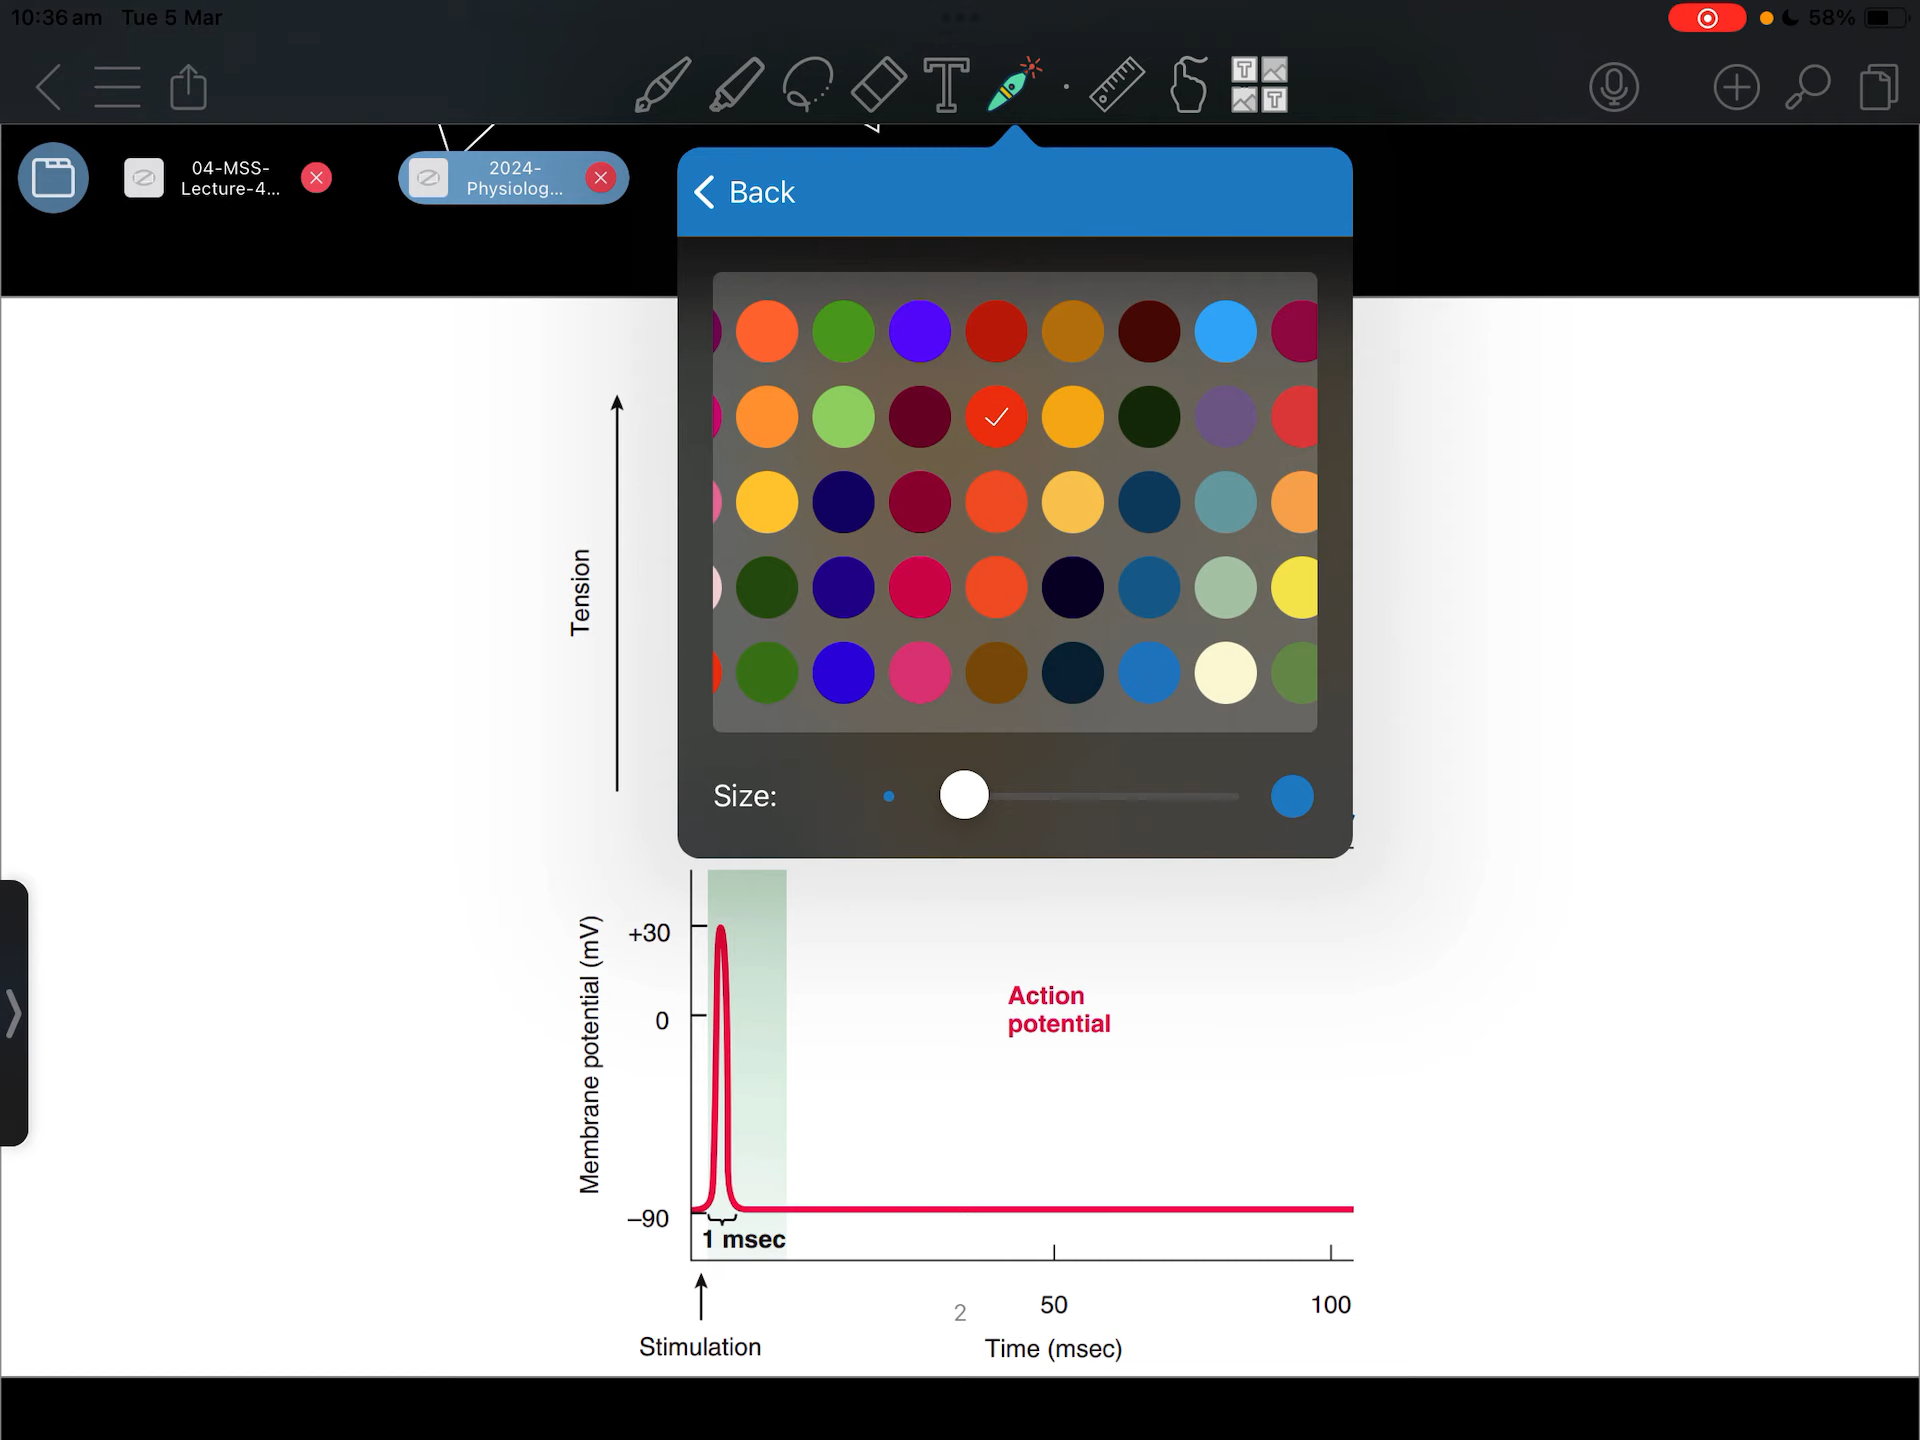 10:36 am Tue 5 Mar
58%
04-MSS-
Lecture-4...
2024-
Physiolog...
Back
Size:
Tension
Membrane potential (mV)
+30
0
–90
Action
potential
1 msec
2
50
100
Stimulation
Time (msec)